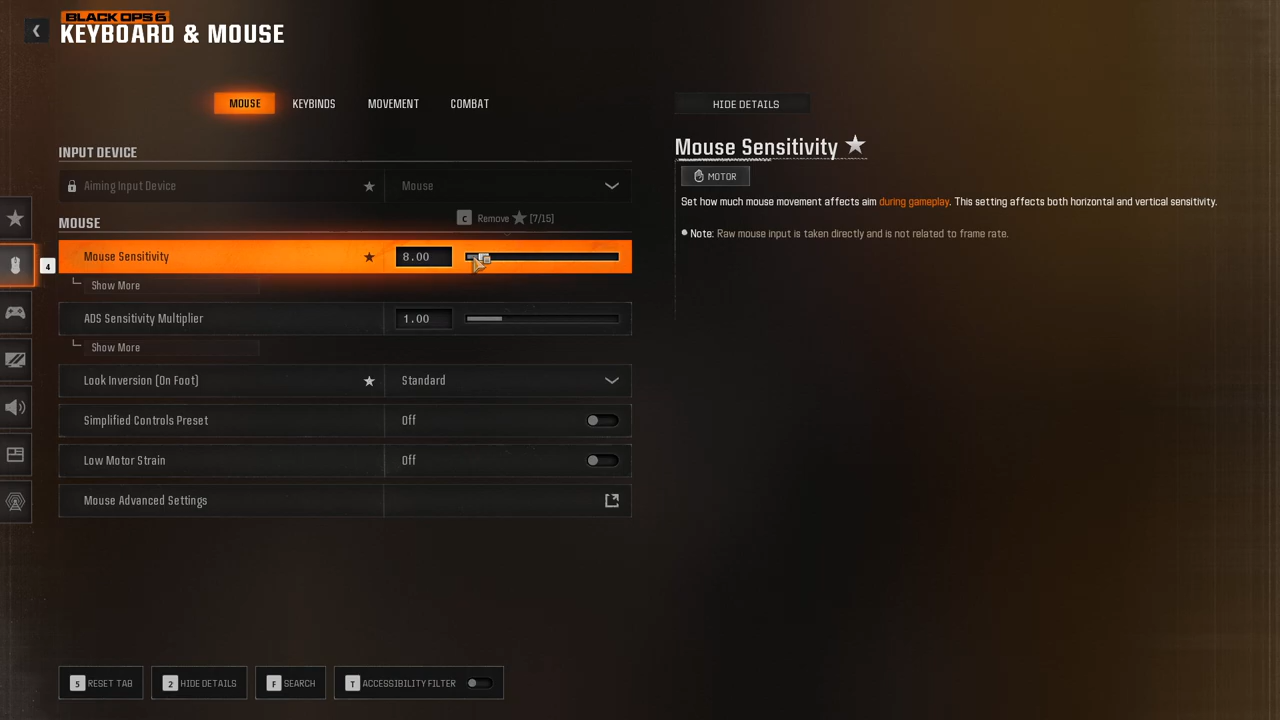 BLACK OPS 6
KEYBOARD & MOUSE
MOUSE KEYBINDS MOVEMENT COMBAT
HIDE DETAILS
INPUT DEVICE
Aiming Input Device Mouse
MOUSE
C Remove [7/15]
4
Mouse Sensitivity 8.00
Show More
ADS Sensitivity Multiplier 1.00
Show More
Look Inversion (On Foot) Standard
Simplified Controls Preset Off
Low Motor Strain Off
Mouse Advanced Settings
Mouse Sensitivity
MOTOR
Set how much mouse movement affects aim during gameplay. This setting affects both horizontal and vertical sensitivity.
Note: Raw mouse input is taken directly and is not related to frame rate.
5 RESET TAB 2 HIDE DETAILS F SEARCH T ACCESSIBILITY FILTER